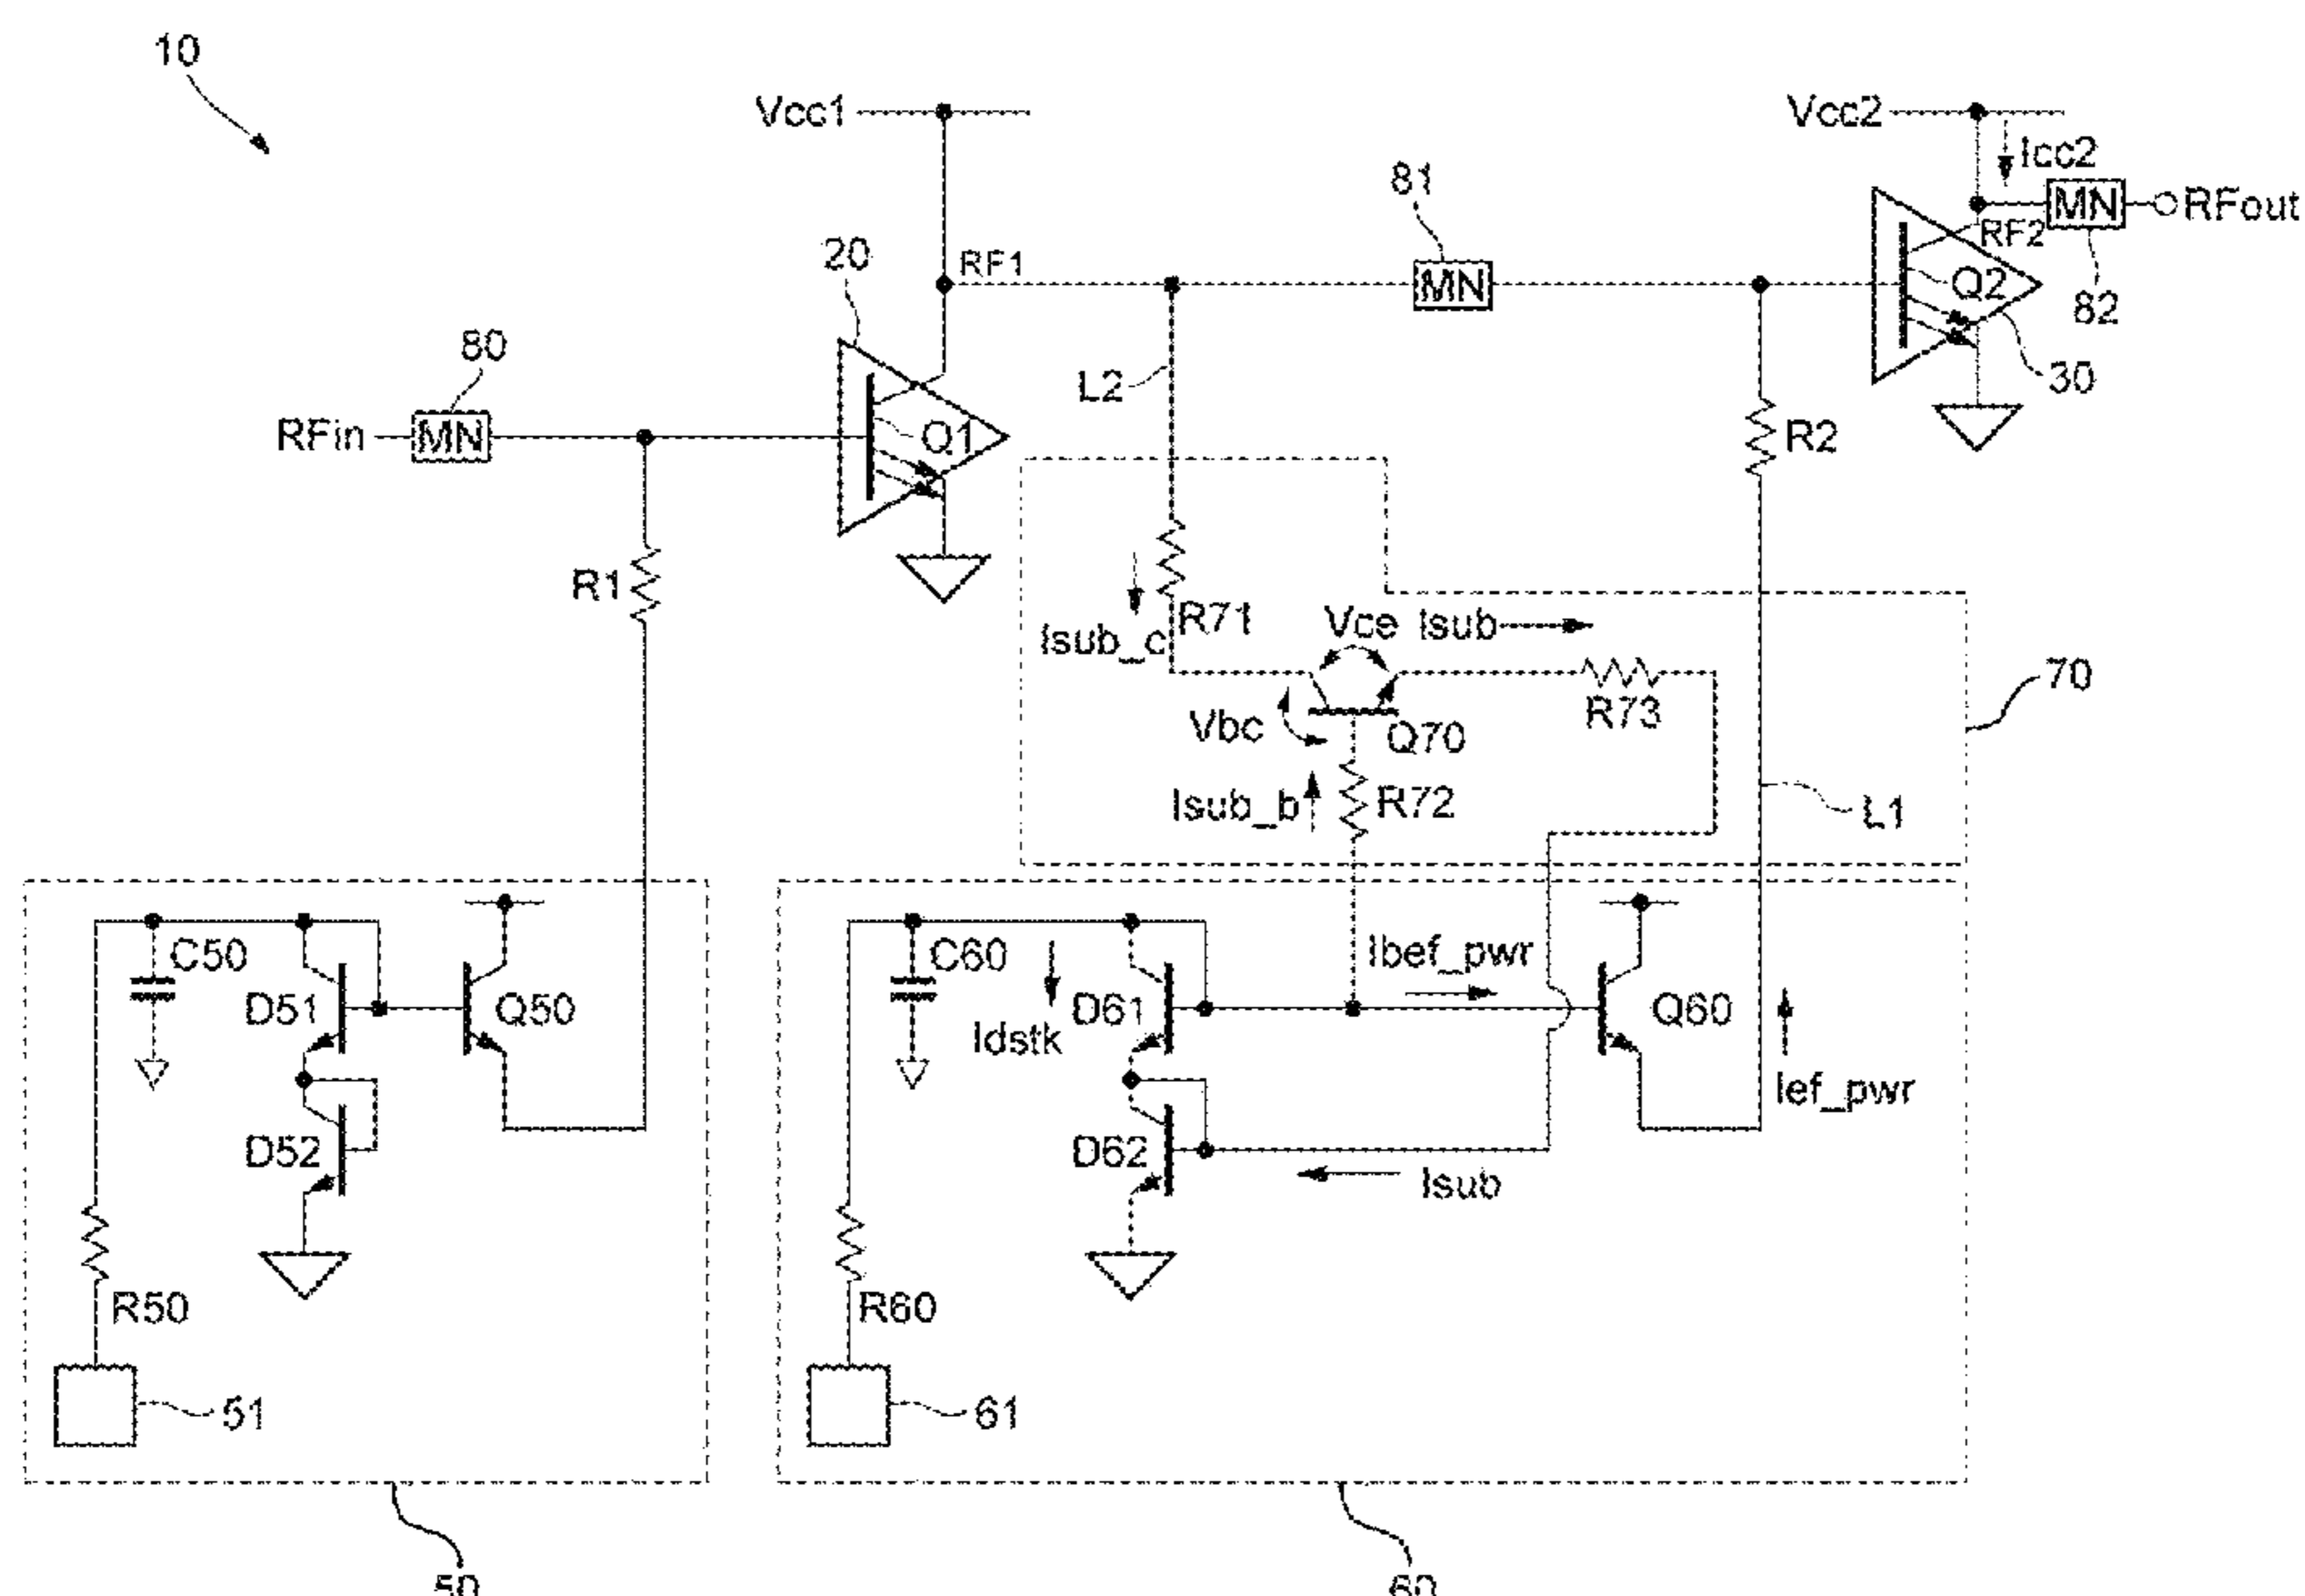 10
Vcc1
Vcc2
Icc2
81
MN
RFout
RF2
20
RF1
MN
Q2
82
80
L2
30
RFin
MN
Q1
R2
R1
R71
Vce
Isub
Isub_c
70
R73
Vbc
Q70
Isub_b
R72
L1
C50
C60
Ibef_pwr
D51
Q50
D61
Q60
Idstk
Ief_pwr
D52
D62
Isub
R50
R60
51
61
50
60